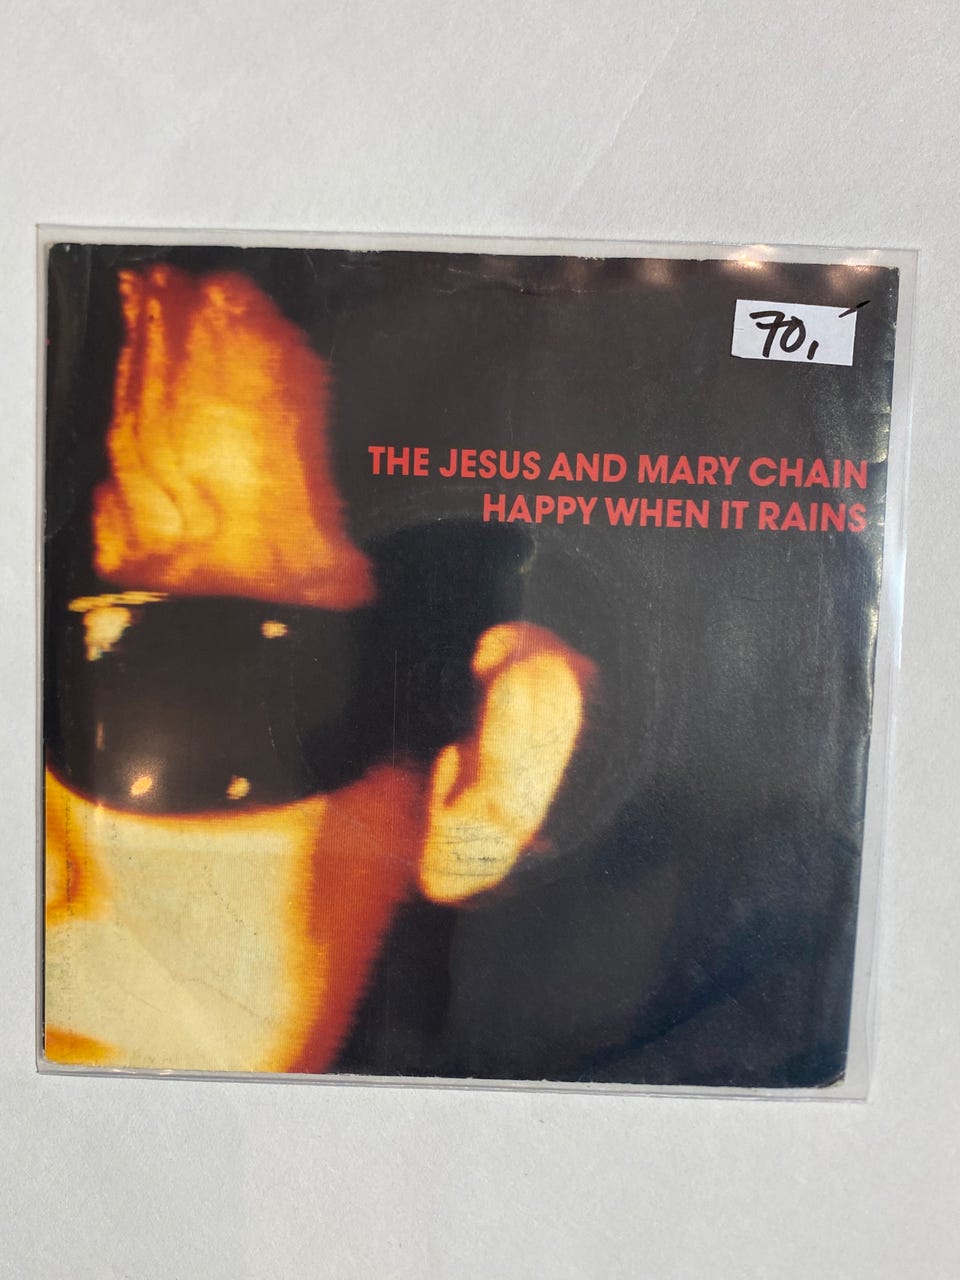 70,
THE JESUS AND MARY CHAIN
HAPPY WHEN IT RAINS